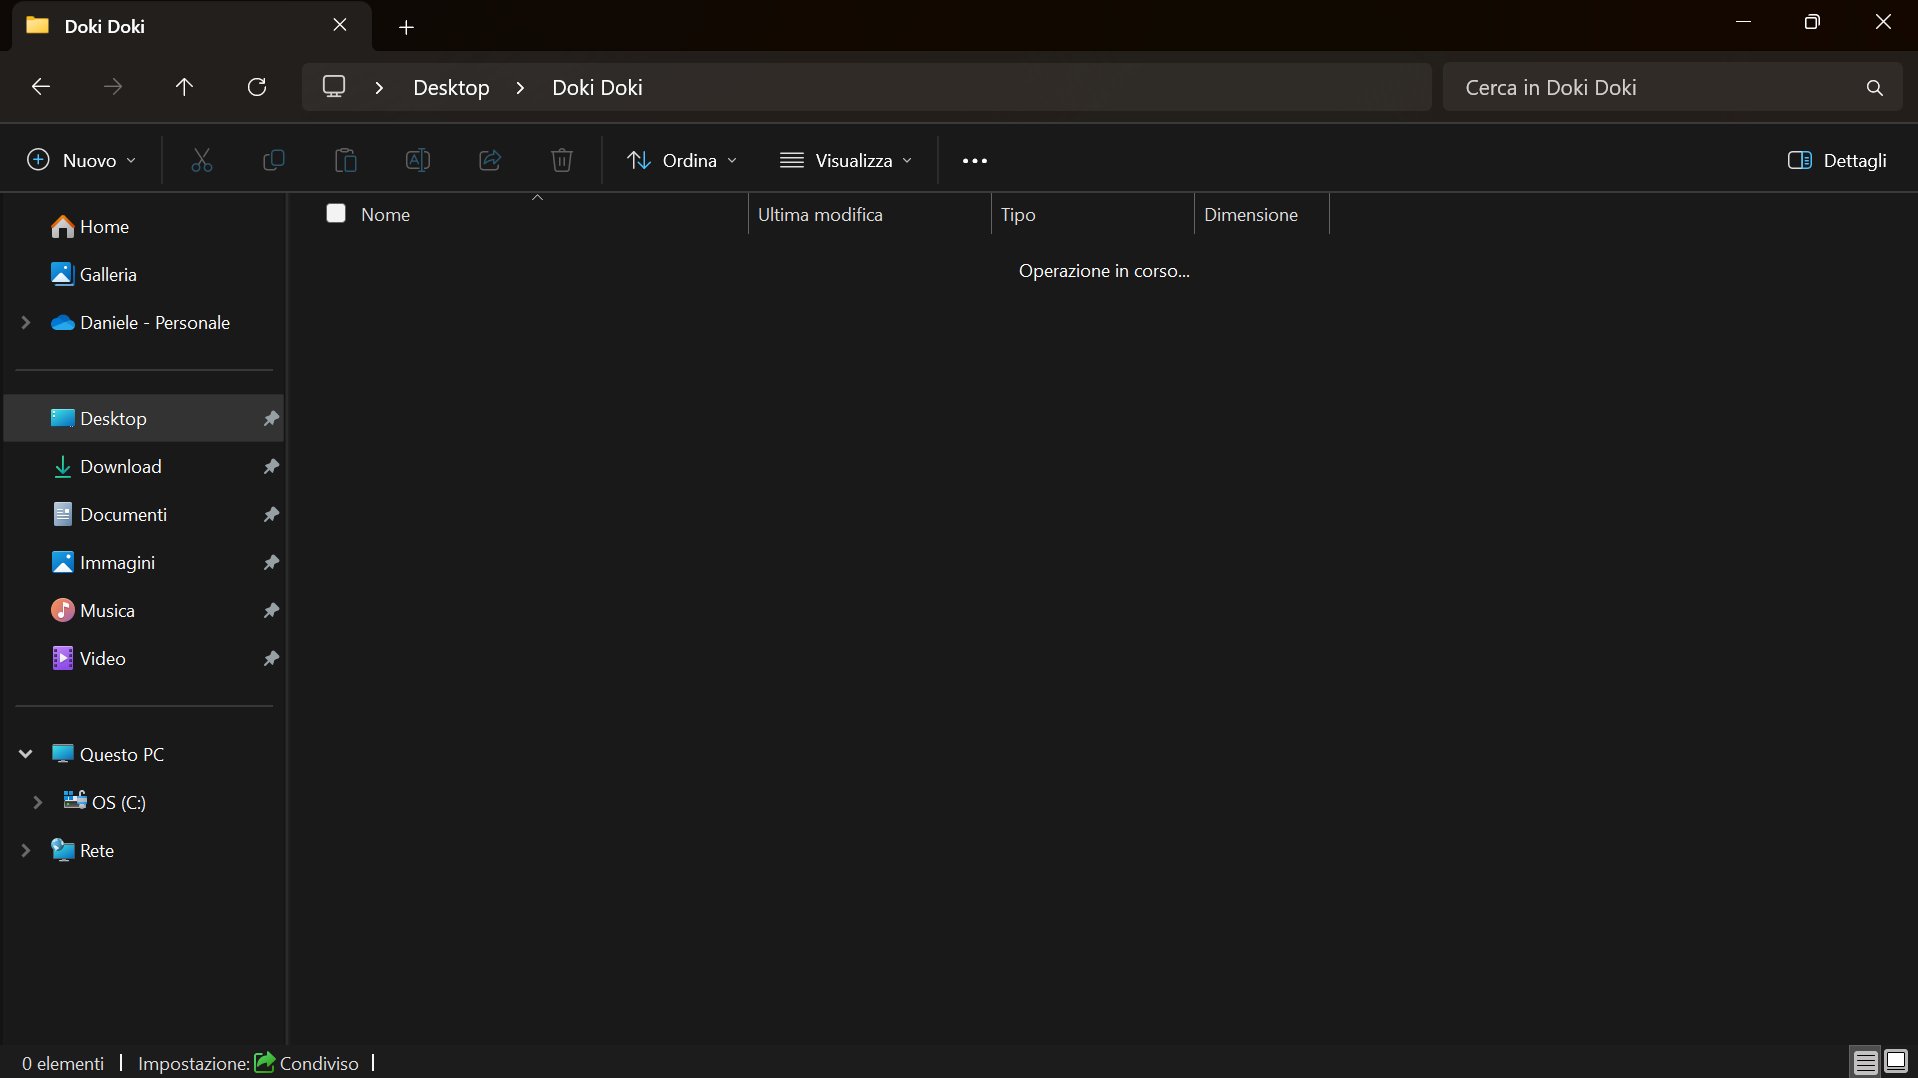 Doki Doki
Desktop > Doki Doki
Cerca in Doki Doki
Nuovo
Ordina
Visualizza
Dettagli
Nome
Ultima modifica
Tipo
Dimensione
Operazione in corso...
Home
Galleria
Daniele - Personale
Desktop
Download
Documenti
Immagini
Musica
Video
Questo PC
OS (C:)
Rete
0 elementi
Impostazione: Condiviso